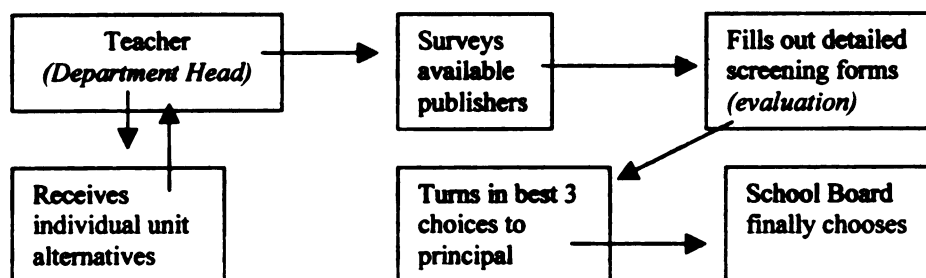 Teacher
(Department Head)
Surveys
available
publishers
Fills out detailed
screening forms
(evaluation)
Receives
individual unit
alternatives
Turns in best 3
choices to
principal
School Board
finally chooses